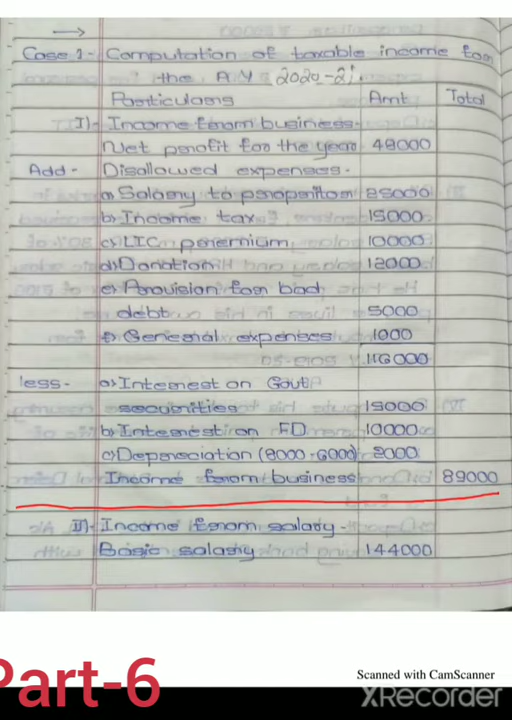 Case 1- Computation of taxable income for
the A.Y 2020-21.
Particulars Amt Total
I)- Income from business-
Net profit for the year 48000
Add- Disallowed expenses-
a) Salary to propritor 25000
b) Income tax 15000
c) LIC premium 10000
d) Donation 12000
e) Provision for bad
debt 5000
f) General expenses 1000
116000
less- a) Interest on Govt
securities 15000
b) Interest on FD 10000
c) Depreciation (8000-6000) 2000
Income from business 89000
II)- Income from salary-
Basic salary 144000
Part-6
Scanned with CamScanner
XRecorder